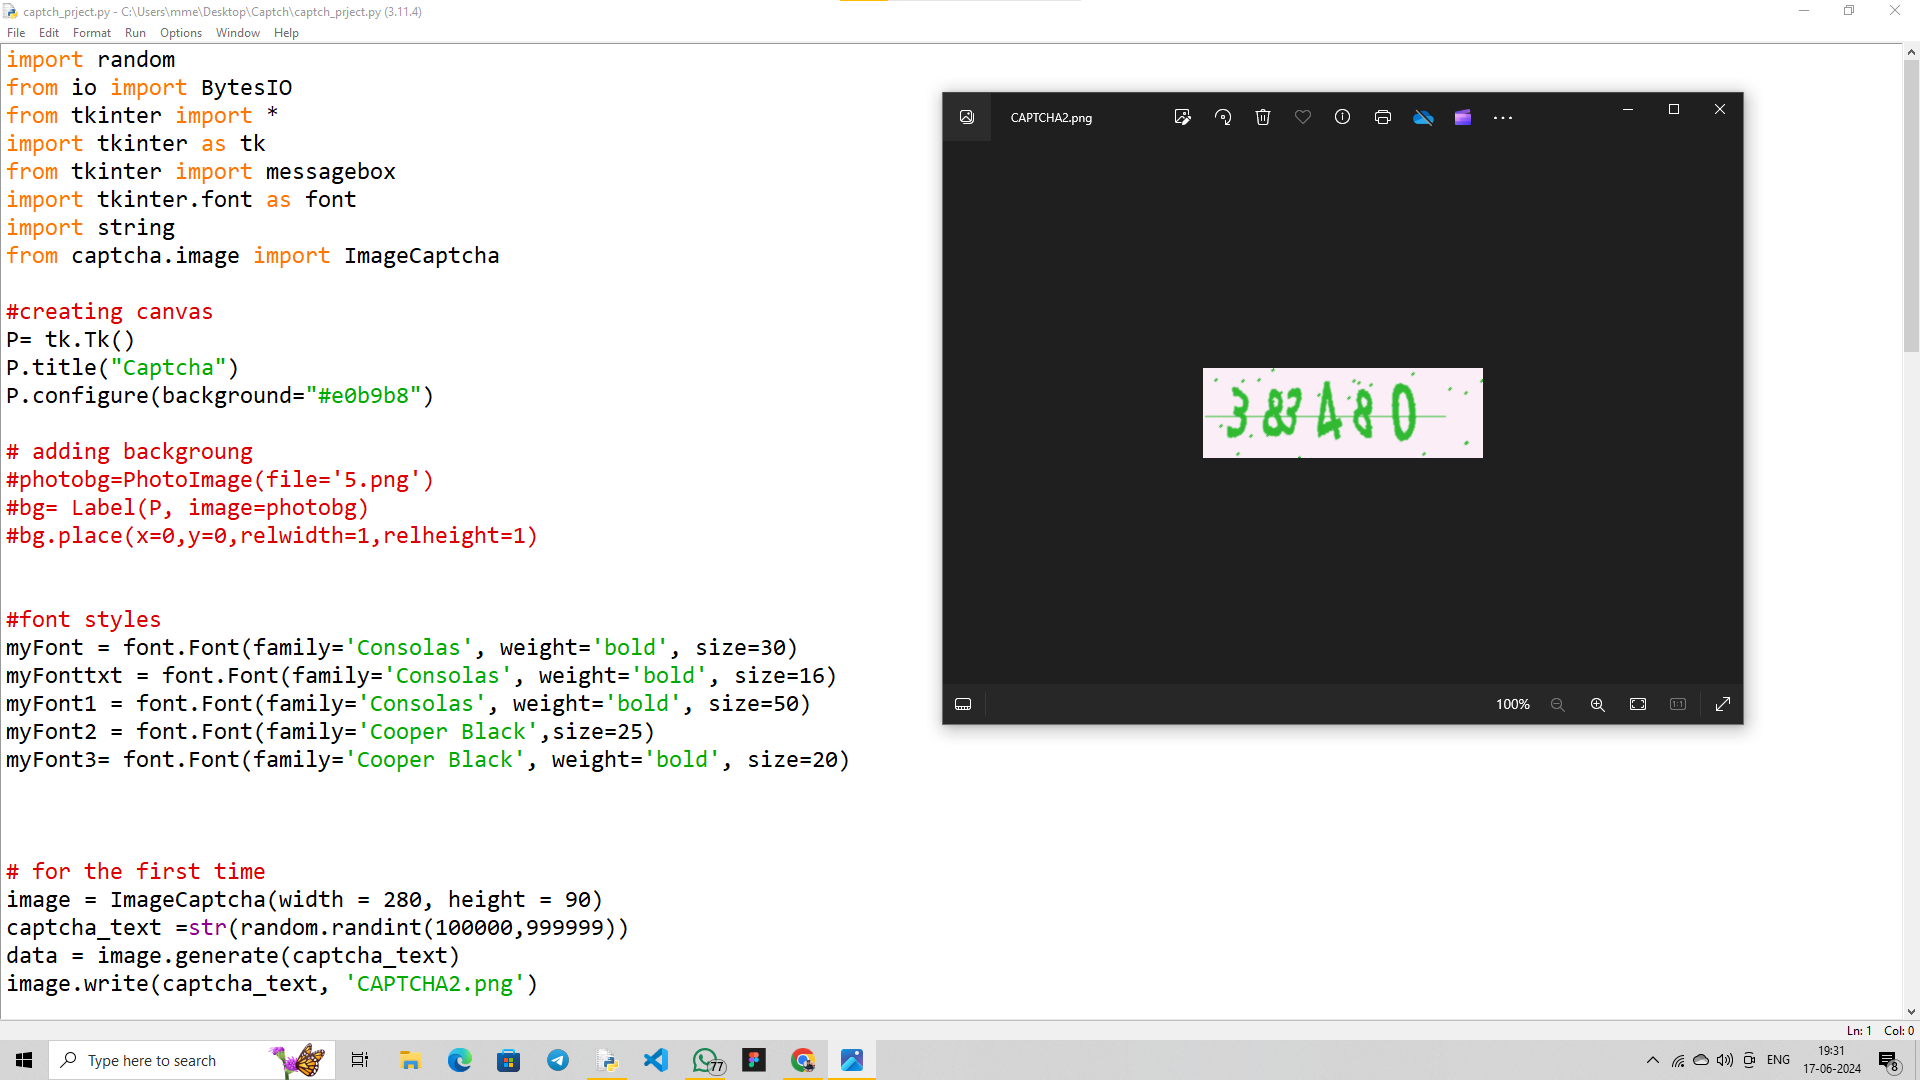 captch_prject.py - C:\Users\mme\Desktop\Captch\captch_prject.py (3.11.4)
File Edit Format Run Options Window Help
import random
from io import BytesIO
from tkinter import *
import tkinter as tk
from tkinter import messagebox
import tkinter.font as font
import string
from captcha.image import ImageCaptcha
#creating canvas
P= tk.Tk()
P.title("Captcha")
P.configure(background="#e0b9b8")
# adding backgroung
#photobg=PhotoImage(file='5.png')
#bg= Label(P, image=photobg)
#bg.place(x=0,y=0,relwidth=1,relheight=1)
#font styles
myFont = font.Font(family='Consolas', weight='bold', size=30)
myFonttxt = font.Font(family='Consolas', weight='bold', size=16)
myFont1 = font.Font(family='Consolas', weight='bold', size=50)
myFont2 = font.Font(family='Cooper Black',size=25)
myFont3= font.Font(family='Cooper Black', weight='bold', size=20)
# for the first time
image = ImageCaptcha(width = 280, height = 90)
captcha_text =str(random.randint(100000,999999))
data = image.generate(captcha_text)
image.write(captcha_text, 'CAPTCHA2.png')
CAPTCHA2.png
383480
100%
1:1
Ln: 1 Col: 0
Type here to search
77
ENG
19:31
17-06-2024
8